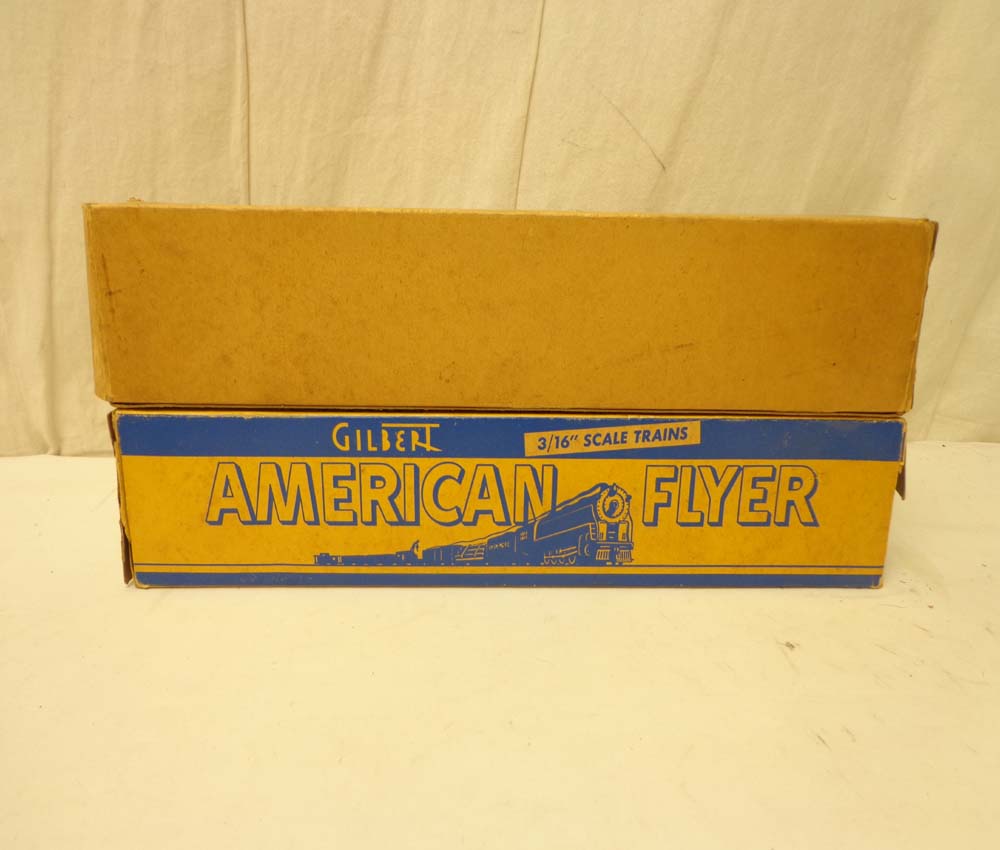 GILBERT
3/16" SCALE TRAINS
AMERICAN FLYER